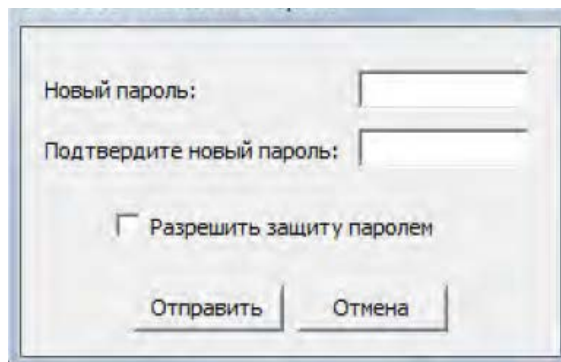 Новый пароль:
Подтвердите новый пароль:
Разрешить защиту паролем
Отправить Отмена